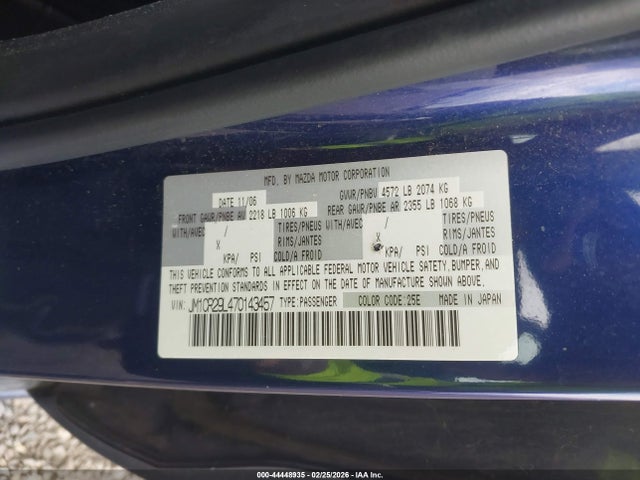 MFD. BY MAZDA MOTOR CORPORATION
DATE 11/06 GVWR/PNBV 4572 LB 2074 KG
FRONT GAWR/PNBE AV 2218 LB 1006 KG REAR GAWR/PNBE AR 2355 LB 1068 KG
WITH/AVEC / TIRES/PNEUS WITH/AVEC / TIRES/PNEUS
X RIMS/JANTES X RIMS/JANTES
KPA/ PSI COLD/A FROID KPA/ PSI COLD/A FROID
THIS VEHICLE CONFORMS TO ALL APPLICABLE FEDERAL MOTOR VEHICLE SAFETY, BUMPER, AND
THEFT PREVENTION STANDARDS IN EFFECT ON THE DATE OF MANUFACTURE SHOWN ABOVE.
VIN: JM1CR29L470143457 TYPE:PASSENGER COLOR CODE:25E MADE IN JAPAN
000-44448935 - 02/25/2026 - IAA Inc.